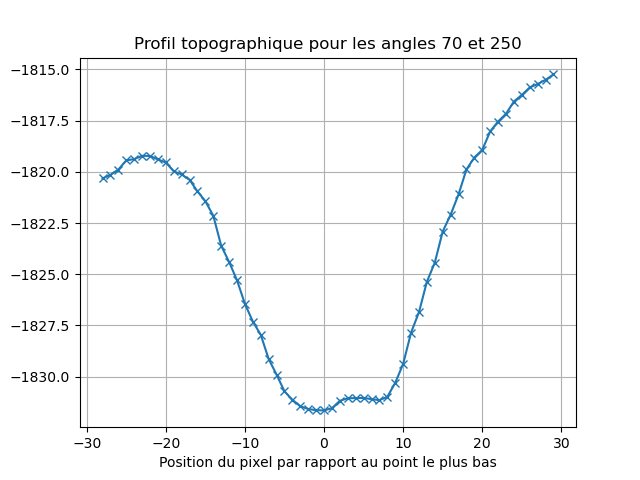 Profil topographique pour les angles 70 et 250
−1815.0
−1817.5
−1820.0
−1822.5
−1825.0
−1827.5
−1830.0
−30 −20 −10 0 10 20 30
Position du pixel par rapport au point le plus bas